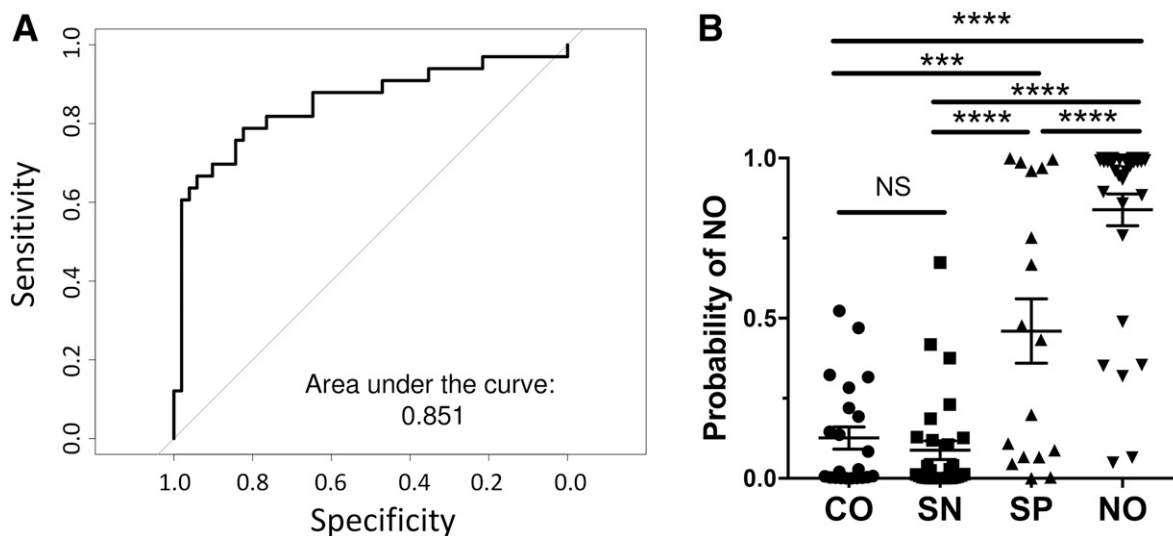 A
Sensitivity
1.0
0.8
0.6
0.4
0.2
0.0
Area under the curve:
0.851
1.0 0.8 0.6 0.4 0.2 0.0
Specificity
B
****
***
****
**** ****
NS
Probability of NO
1.0
0.5
0.0
CO SN SP NO